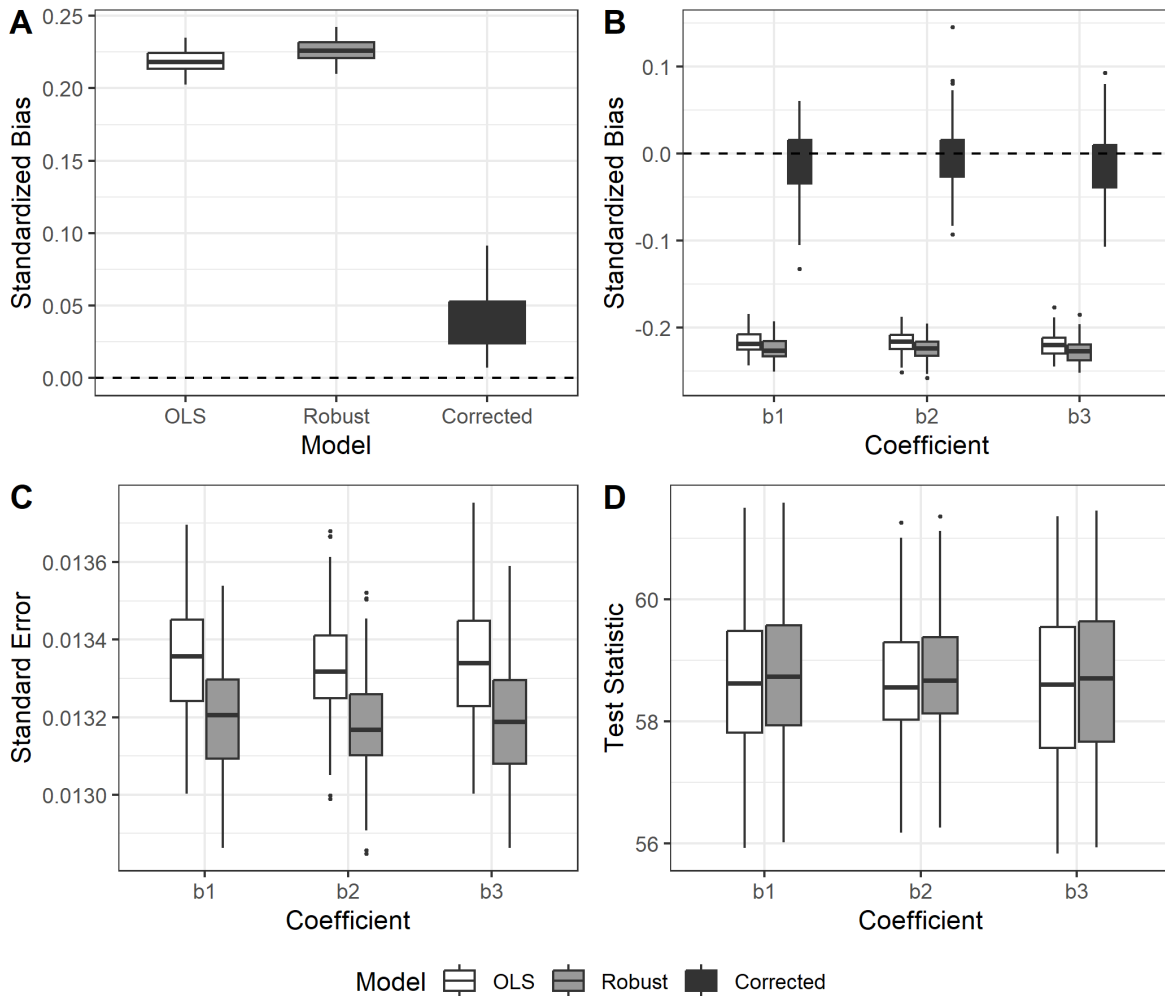 A
Standardized Bias
0.25
0.20
0.15
0.10
0.05
0.00
OLS Robust Corrected
Model
B
Standardized Bias
0.1
0.0
-0.1
-0.2
b1 b2 b3
Coefficient
C
Standard Error
0.0136
0.0134
0.0132
0.0130
b1 b2 b3
Coefficient
D
Test Statistic
60
58
56
b1 b2 b3
Coefficient
Model OLS Robust Corrected